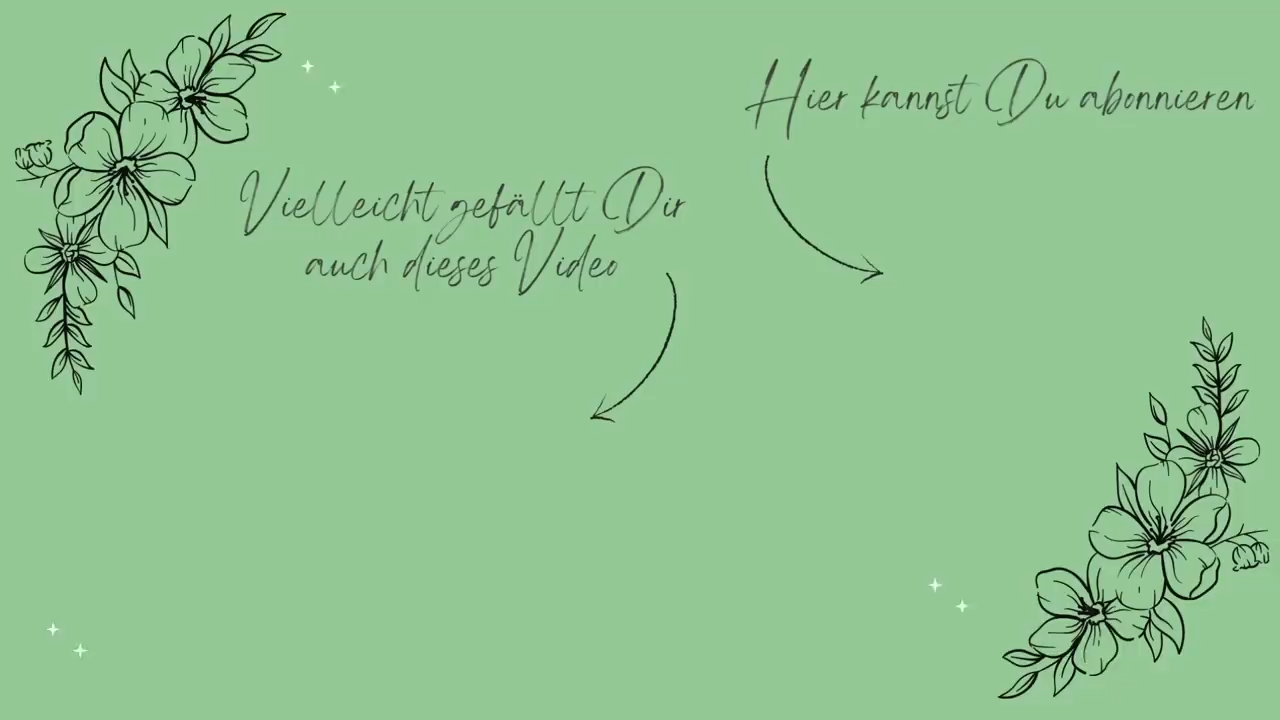 Hier kannst Du abonnieren
Vielleicht gefällt Dir
auch dieses Video